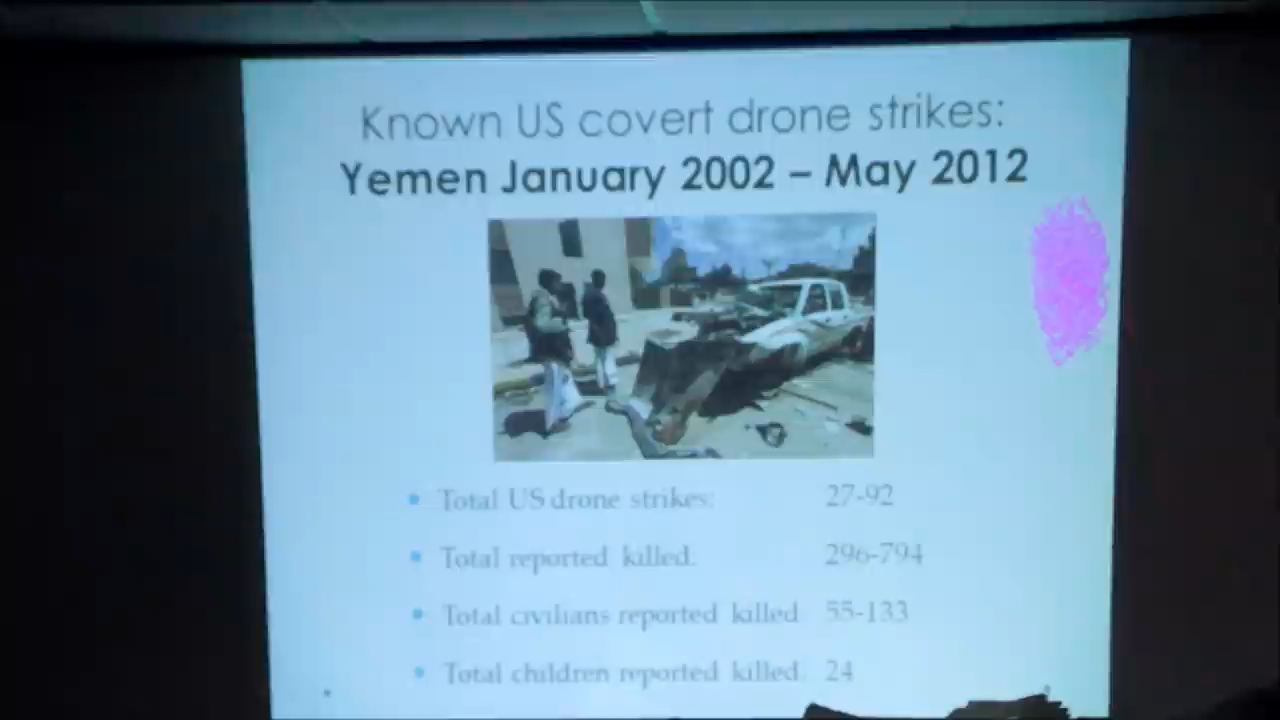 Known US covert drone strikes:
Yemen January 2002 – May 2012
• Total US drone strikes: 27-92
• Total reported killed: 296-794
• Total civilians reported killed: 55-133
• Total children reported killed: 24